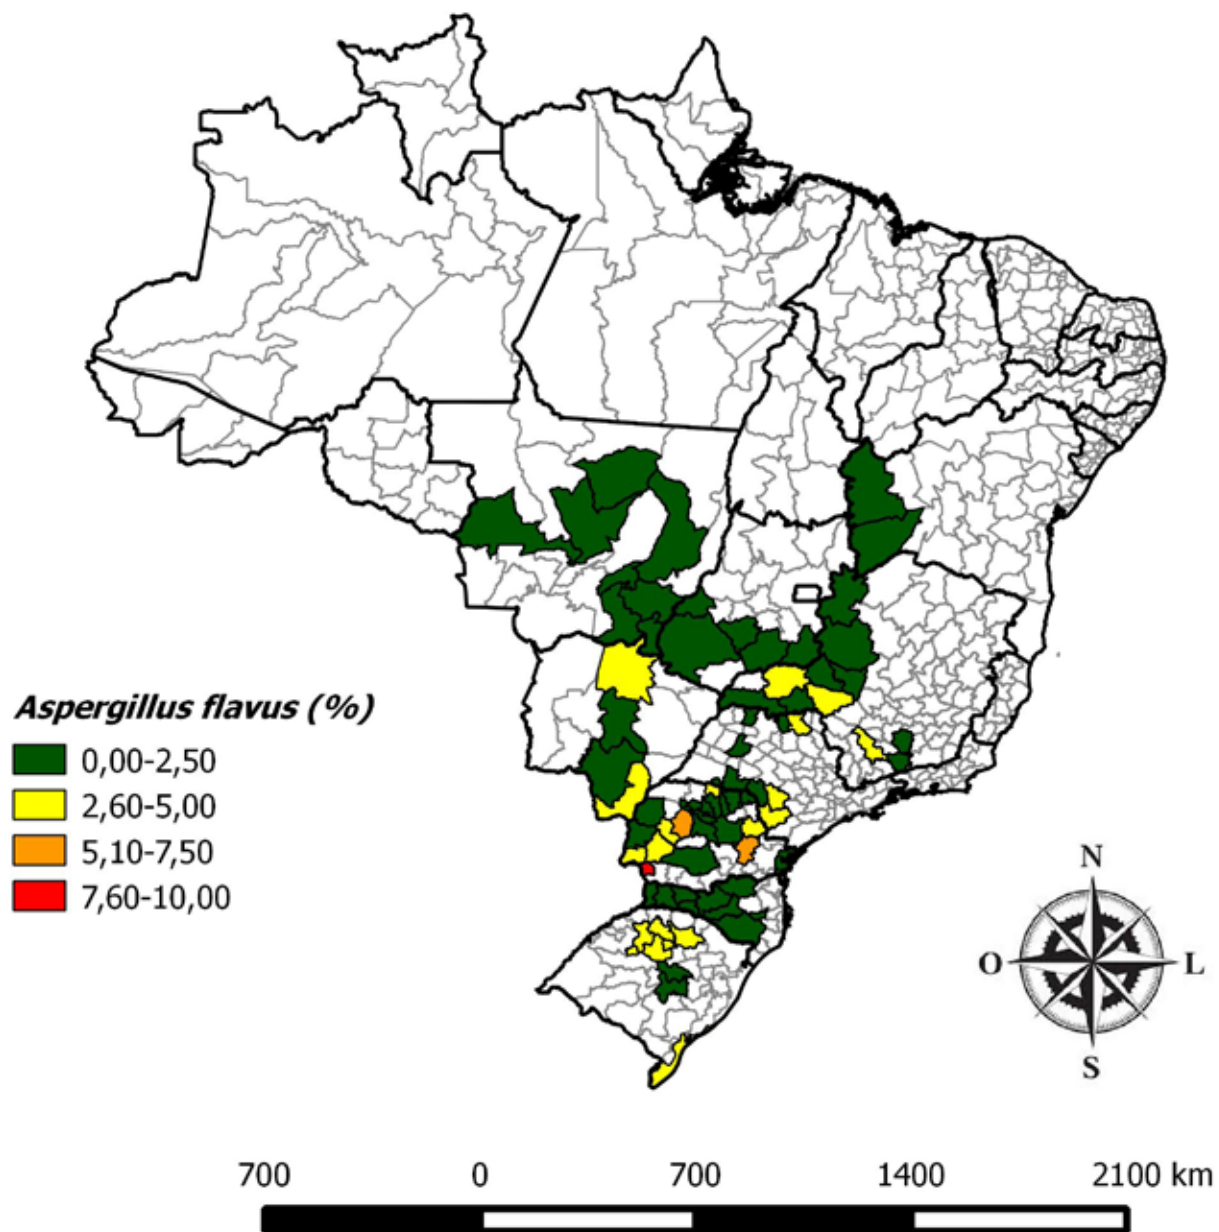 Aspergillus flavus (%)
0,00-2,50
2,60-5,00
5,10-7,50
7,60-10,00
N
O
L
S
700 0 700 1400 2100 km